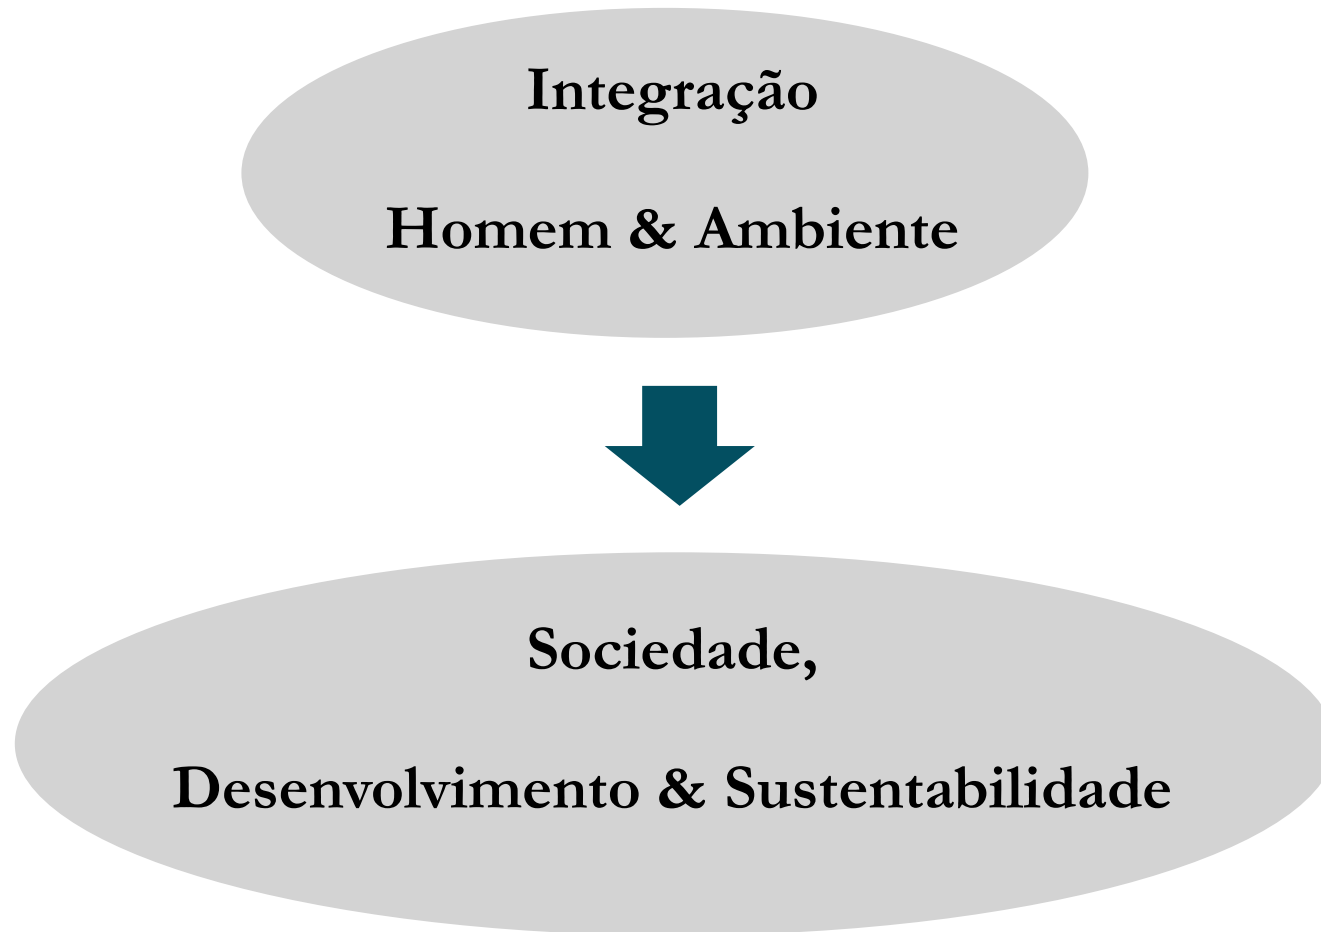 Integração
Homem & Ambiente
Sociedade,
Desenvolvimento & Sustentabilidade